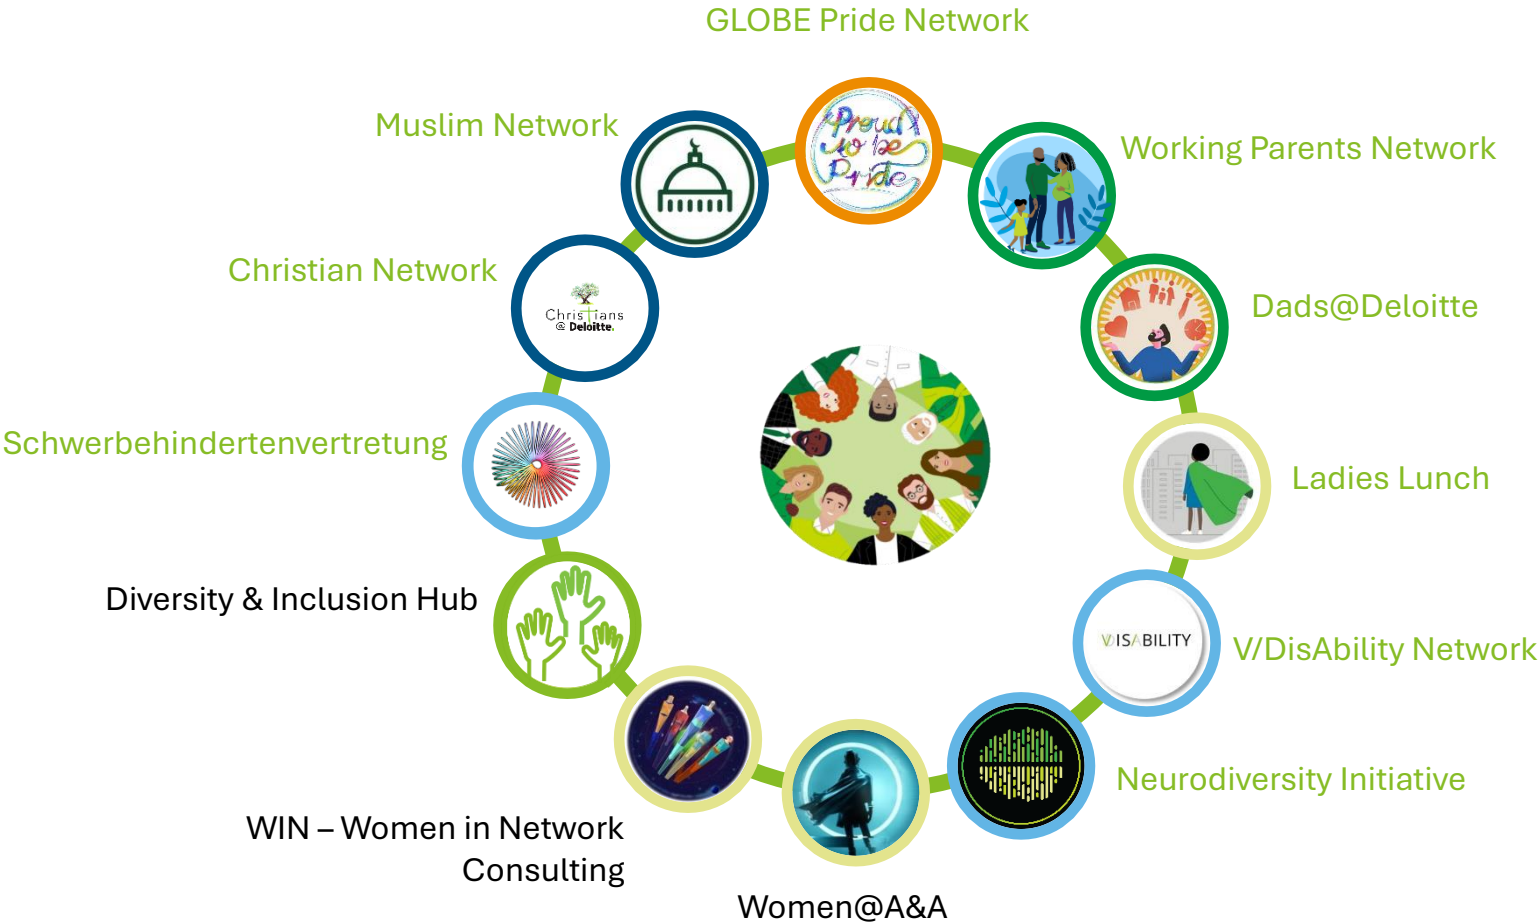 GLOBE Pride Network
Muslim Network
Proud
to be
Pride
Working Parents Network
Christian Network
Christians
@ Deloitte.
Dads@Deloitte
Schwerbehindertenvertretung
Ladies Lunch
Diversity & Inclusion Hub
V/DISABILITY
V/DisAbility Network
Neurodiversity Initiative
WIN – Women in Network
Consulting
Women@A&A